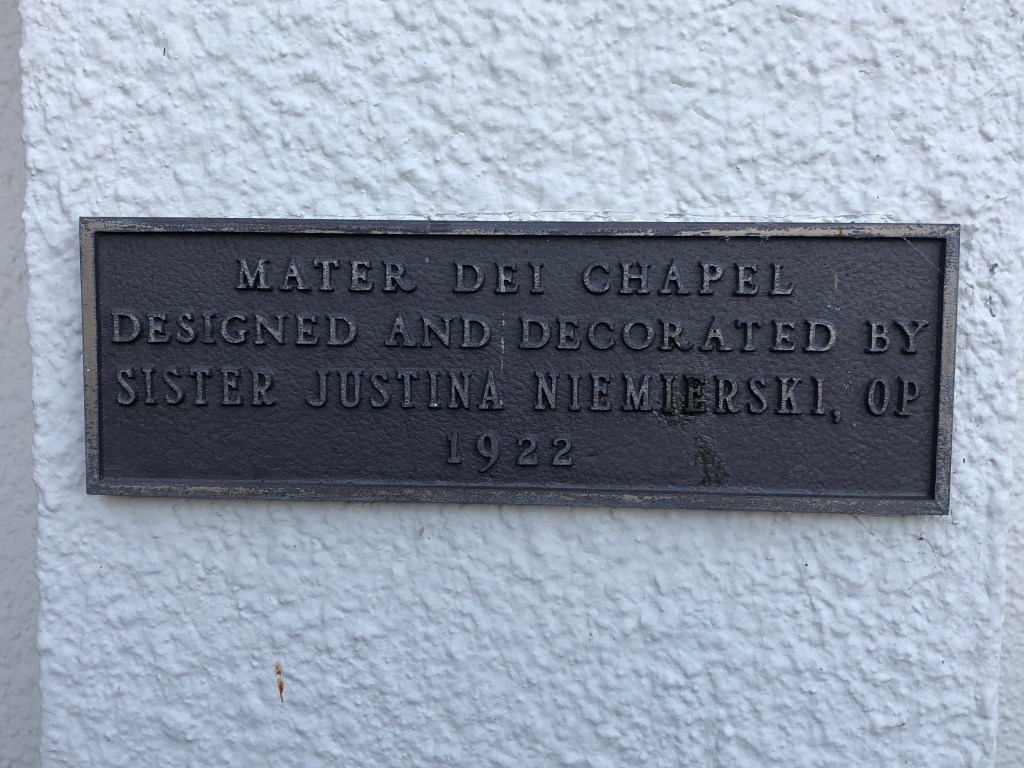 MATER DEI CHAPEL
DESIGNED AND DECORATED BY
SISTER JUSTINA NIEMIERSKI, OP
1922